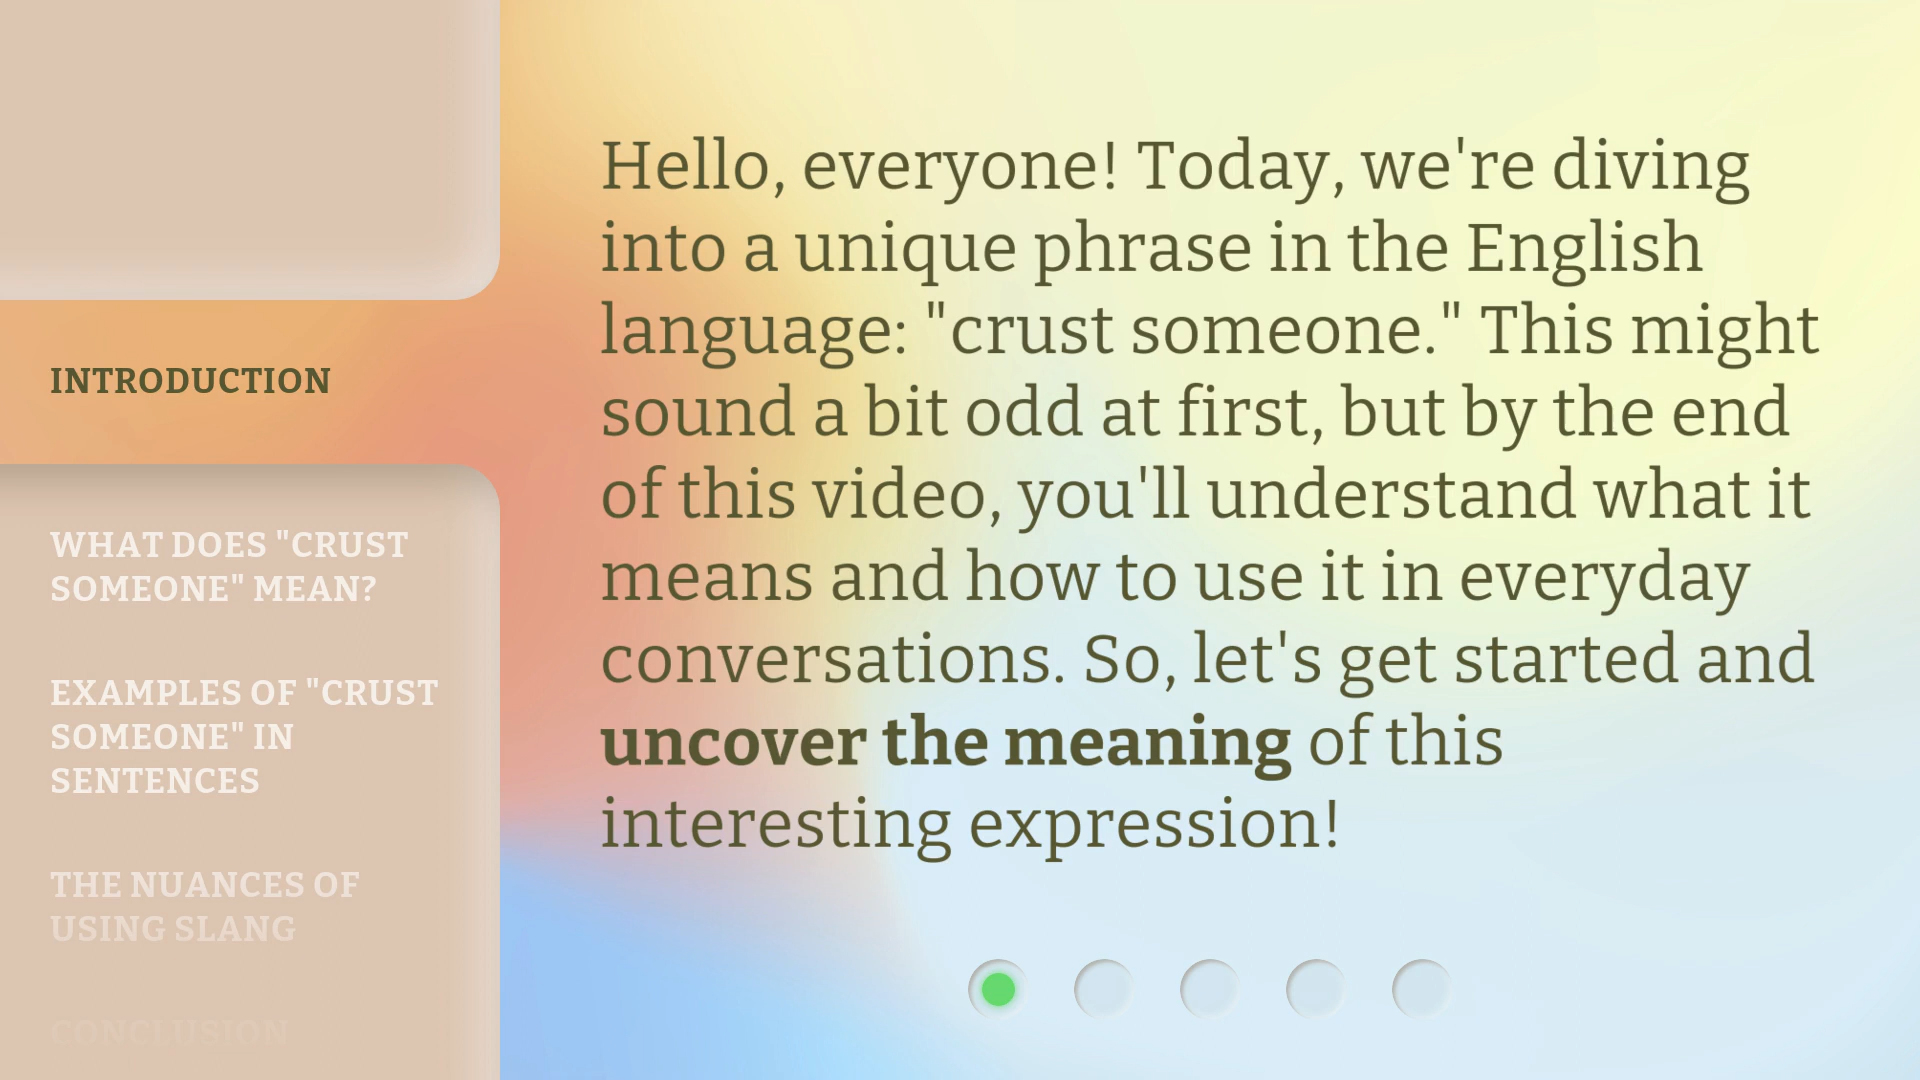 INTRODUCTION
WHAT DOES "CRUST
SOMEONE" MEAN?
EXAMPLES OF "CRUST
SOMEONE" IN
SENTENCES
THE NUANCES OF
USING SLANG
CONCLUSION
Hello, everyone! Today, we're diving
into a unique phrase in the English
language: "crust someone." This might
sound a bit odd at first, but by the end
of this video, you'll understand what it
means and how to use it in everyday
conversations. So, let's get started and
uncover the meaning of this
interesting expression!